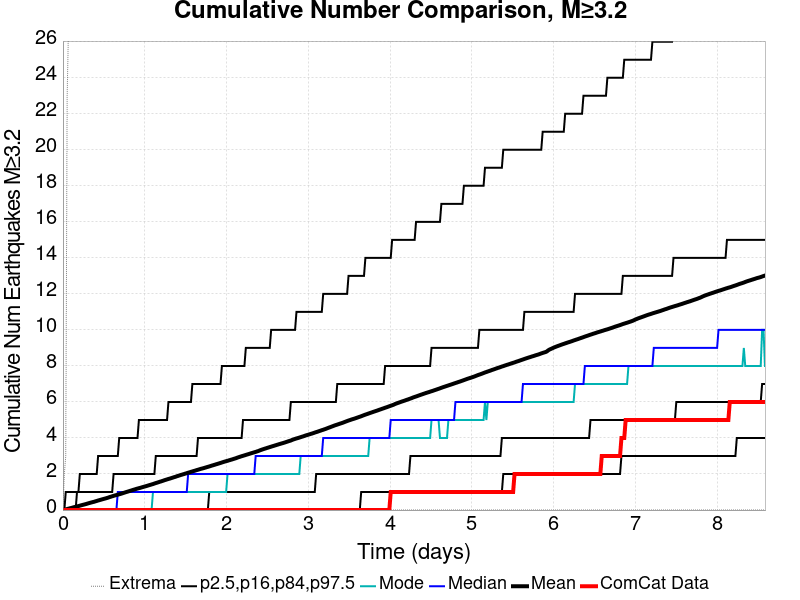 Cumulative Number Comparison, M≥3.2
Cumulative Num Earthquakes M≥3.2
26
24
22
20
18
16
14
12
10
8
6
4
2
0
0 1 2 3 4 5 6 7 8
Time (days)
Extrema p2.5,p16,p84,p97.5 Mode Median Mean ComCat Data